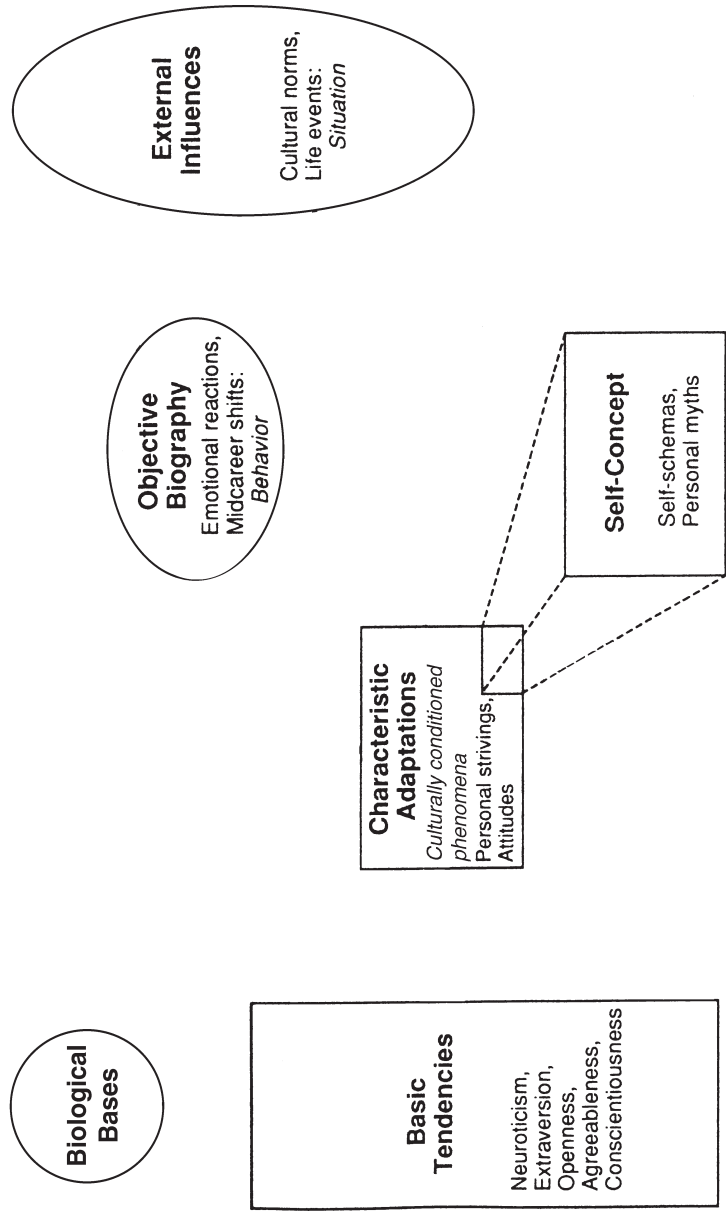 Biological
Bases
Basic
Tendencies
Neuroticism,
Extraversion,
Openness,
Agreeableness,
Conscientiousness
Characteristic
Adaptations
Culturally conditioned
phenomena
Personal strivings,
Attitudes
Objective
Biography
Emotional reactions,
Midcareer shifts:
Behavior
Self-Concept
Self-schemas,
Personal myths
External
Influences
Cultural norms,
Life events:
Situation